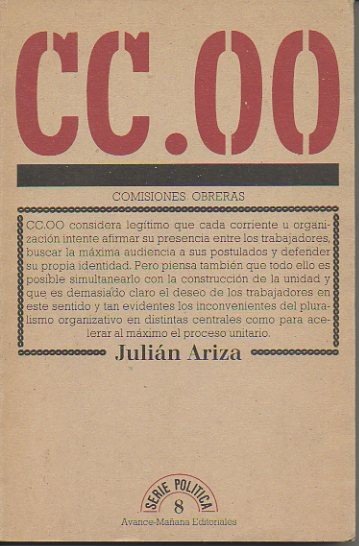 CC.OO
COMISIONES OBRERAS
CC.OO considera legítimo que cada corriente u organi-
zación intente afirmar su presencia entre los trabajadores,
buscar la máxima audiencia a sus postulados y defender
su propia identidad. Pero piensa también que todo ello es
posible simultanearlo con la construcción de la unidad y
que es demasiado claro el deseo de los trabajadores en
este sentido y tan evidentes los inconvenientes del plura-
lismo organizativo en distintas centrales como para ace-
lerar al máximo el proceso unitario.
Julián Ariza
SERIE POLITICA
8
Avance-Mañana Editoriales